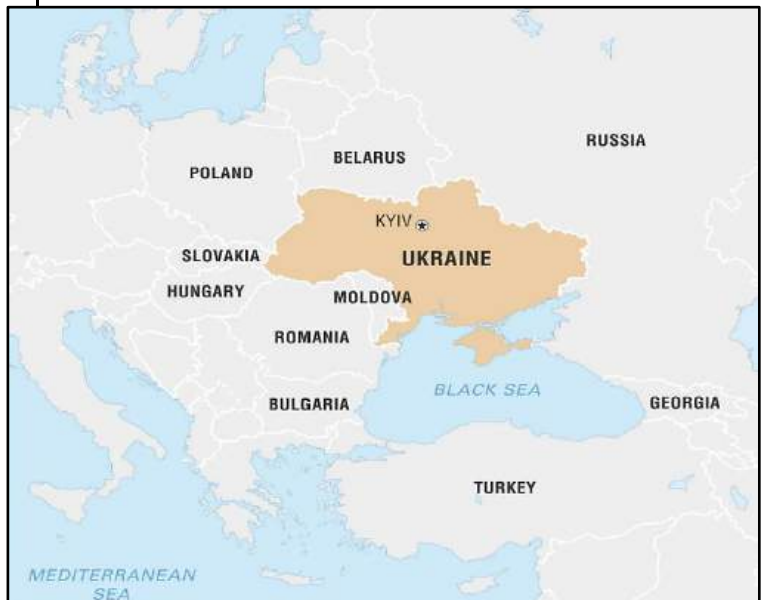 RUSSIA
BELARUS
POLAND
KYIV
SLOVAKIA
UKRAINE
HUNGARY
MOLDOVA
ROMANIA
BLACK SEA
BULGARIA
GEORGIA
TURKEY
MEDITERRANEAN
SEA